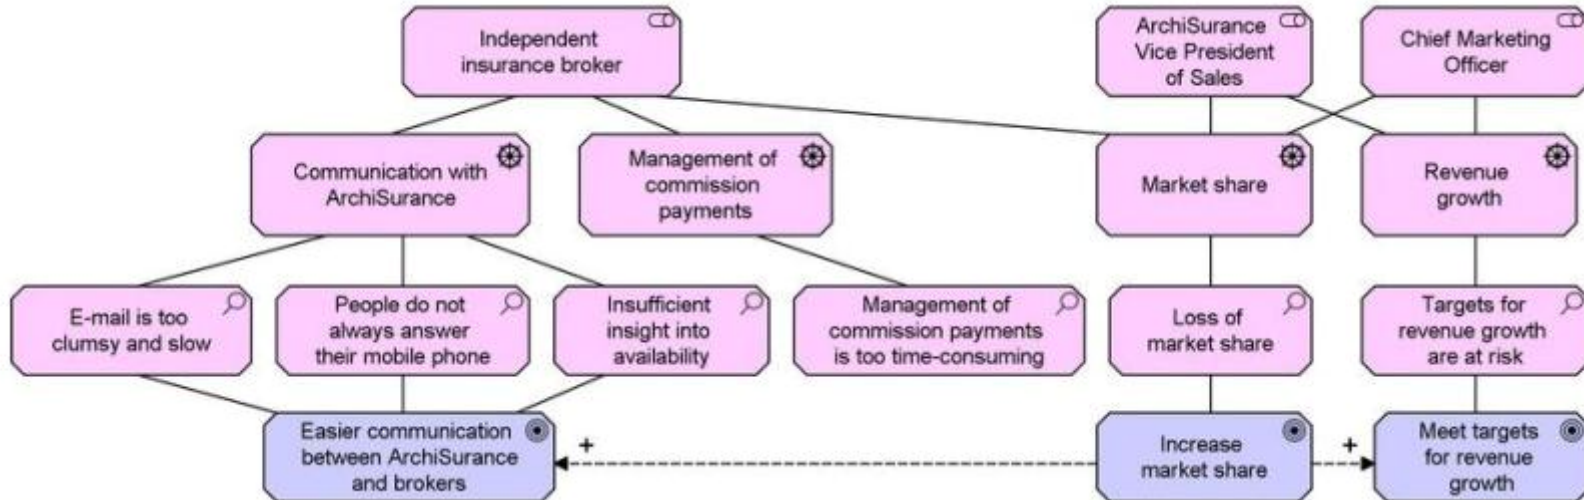 Independent
insurance broker
ArchiSurance
Vice President
of Sales
Chief Marketing
Officer
Communication with
ArchiSurance
Management of
commission
payments
Market share
Revenue
growth
E-mail is too
clumsy and slow
People do not
always answer
their mobile phone
Insufficient
insight into
availability
Management of
commission payments
is too time-consuming
Loss of
market share
Targets for
revenue growth
are at risk
Easier communication
between ArchiSurance
and brokers
+
Increase
market share
+
Meet targets
for revenue
growth